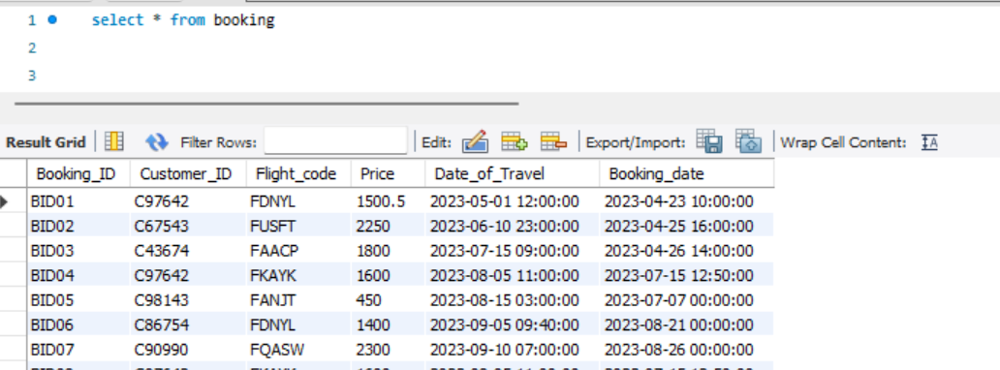 1 select * from booking
2
3
Result Grid Filter Rows: Edit: Export/Import: Wrap Cell Content:
Booking_ID Customer_ID Flight_code Price Date_of_Travel Booking_date
BID01 C97642 FDNYL 1500.5 2023-05-01 12:00:00 2023-04-23 10:00:00
BID02 C67543 FUSFT 2250 2023-06-10 23:00:00 2023-04-25 16:00:00
BID03 C43674 FAACP 1800 2023-07-15 09:00:00 2023-04-26 14:00:00
BID04 C97642 FKAYK 1600 2023-08-05 11:00:00 2023-07-15 12:50:00
BID05 C98143 FANJT 450 2023-08-15 03:00:00 2023-07-07 00:00:00
BID06 C86754 FDNYL 1400 2023-09-05 09:40:00 2023-08-21 00:00:00
BID07 C90990 FQASW 2300 2023-09-10 07:00:00 2023-08-26 00:00:00